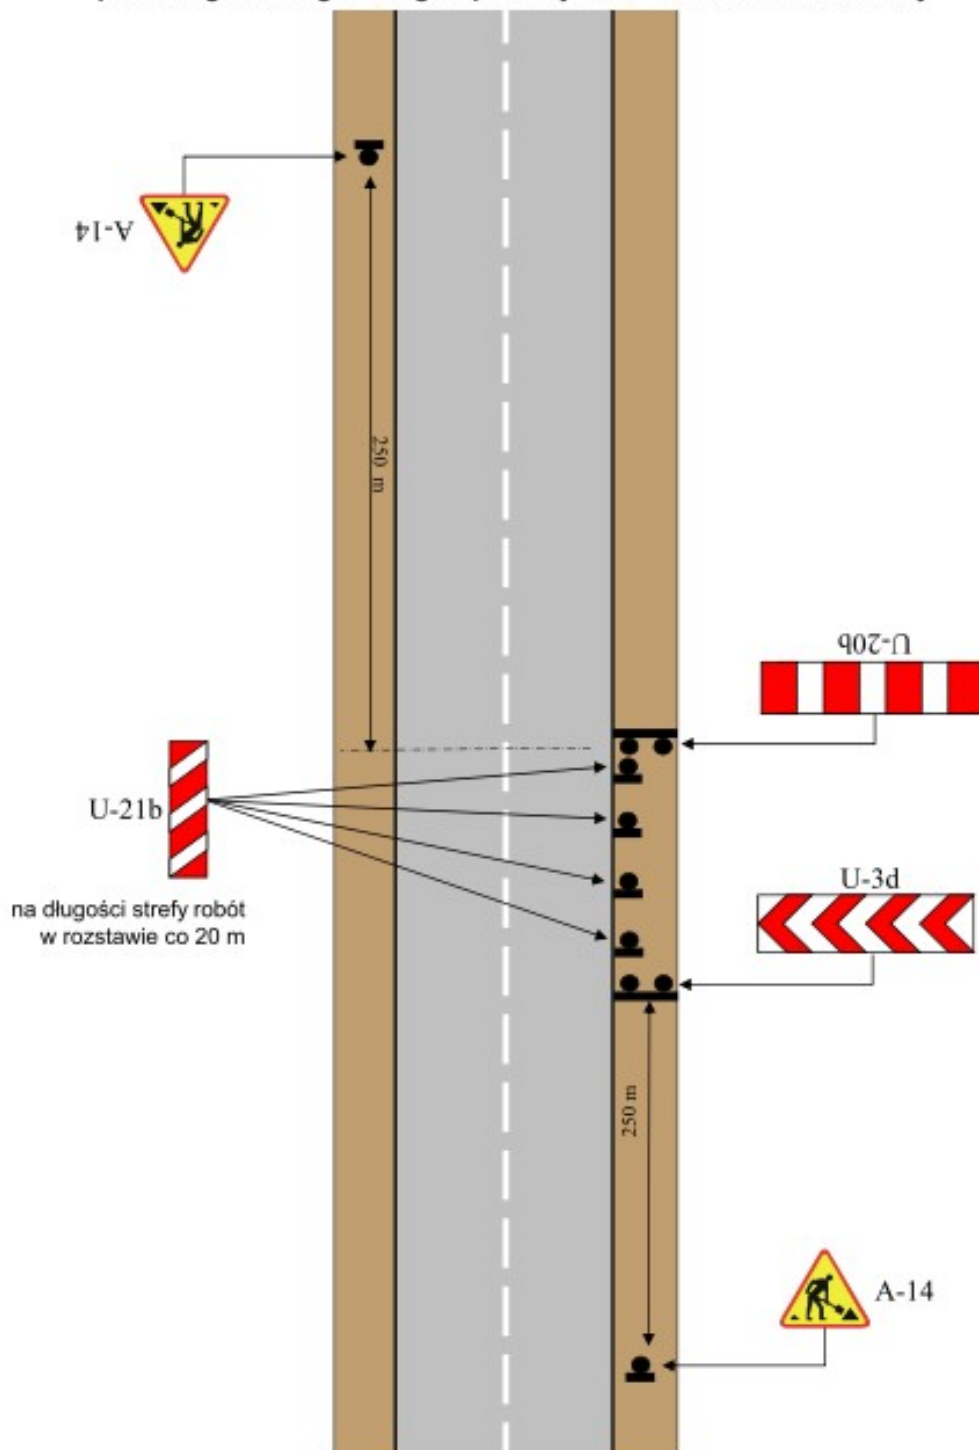 A-14
250 m
U-20b
U-21b
na długości strefy robót
w rozstawie co 20 m
U-3d
250 m
A-14